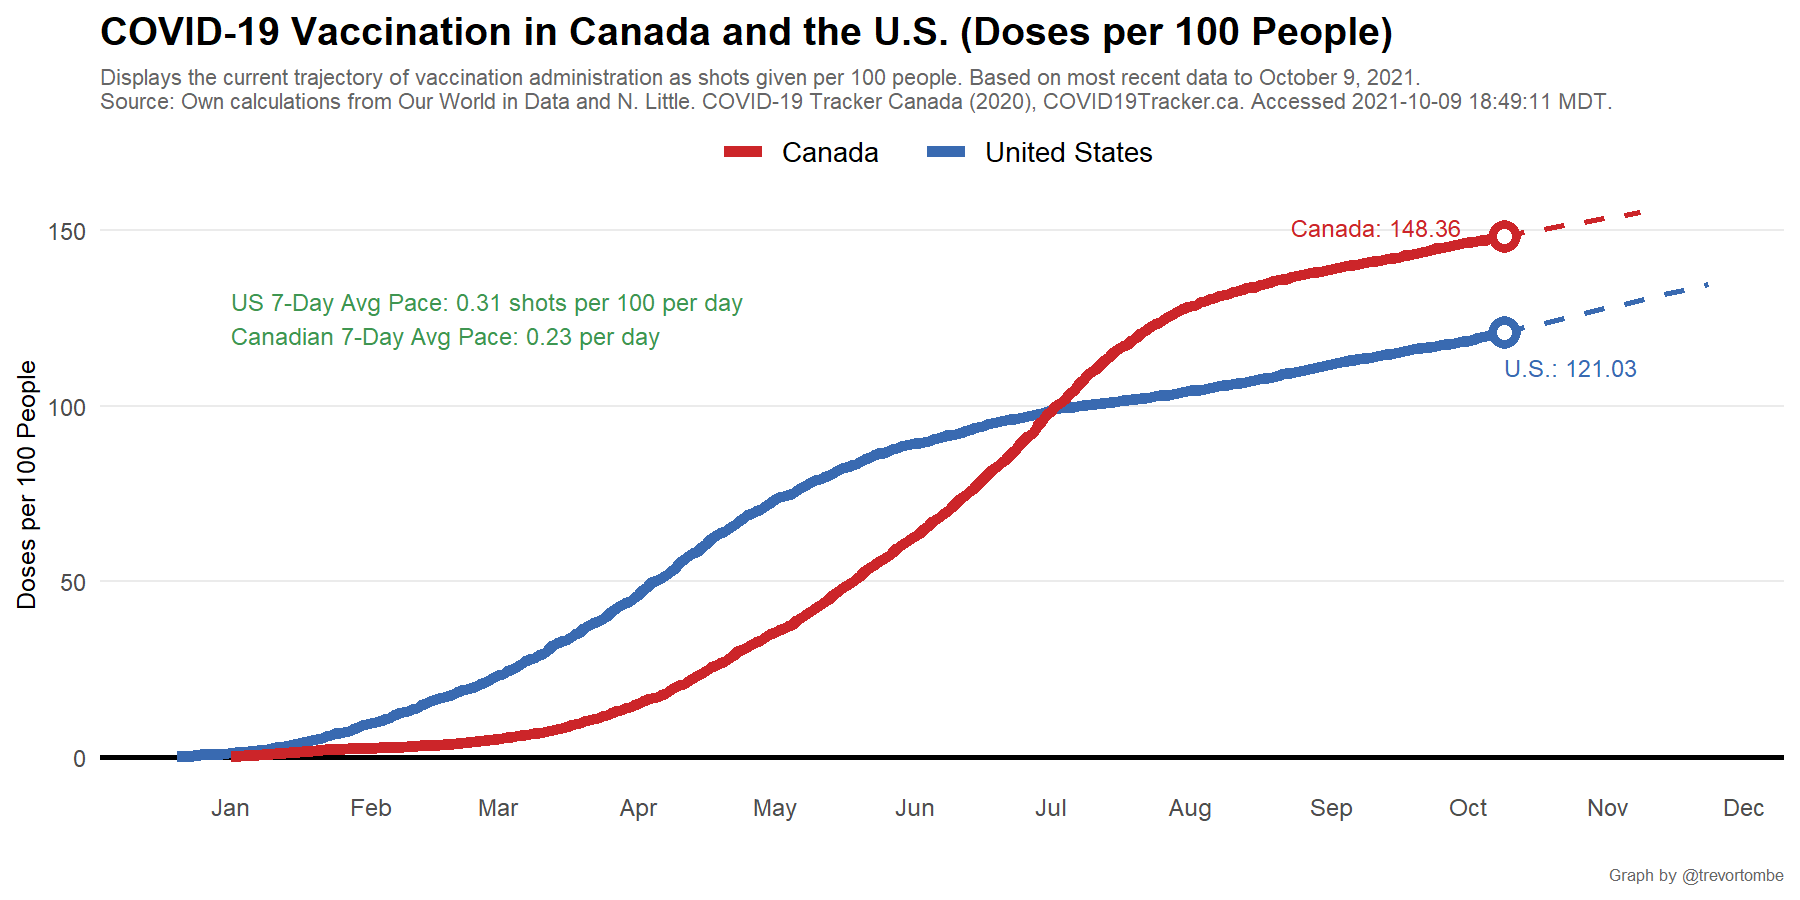 COVID-19 Vaccination in Canada and the U.S. (Doses per 100 People)
Displays the current trajectory of vaccination administration as shots given per 100 people. Based on most recent data to October 9, 2021.
Source: Own calculations from Our World in Data and N. Little. COVID-19 Tracker Canada (2020), COVID19Tracker.ca. Accessed 2021-10-09 18:49:11 MDT.
Canada
United States
Doses per 100 People
150
100
50
0
Canada: 148.36
US 7-Day Avg Pace: 0.31 shots per 100 per day
Canadian 7-Day Avg Pace: 0.23 per day
U.S.: 121.03
Jan Feb Mar Apr May Jun Jul Aug Sep Oct Nov Dec
Graph by @trevortombe